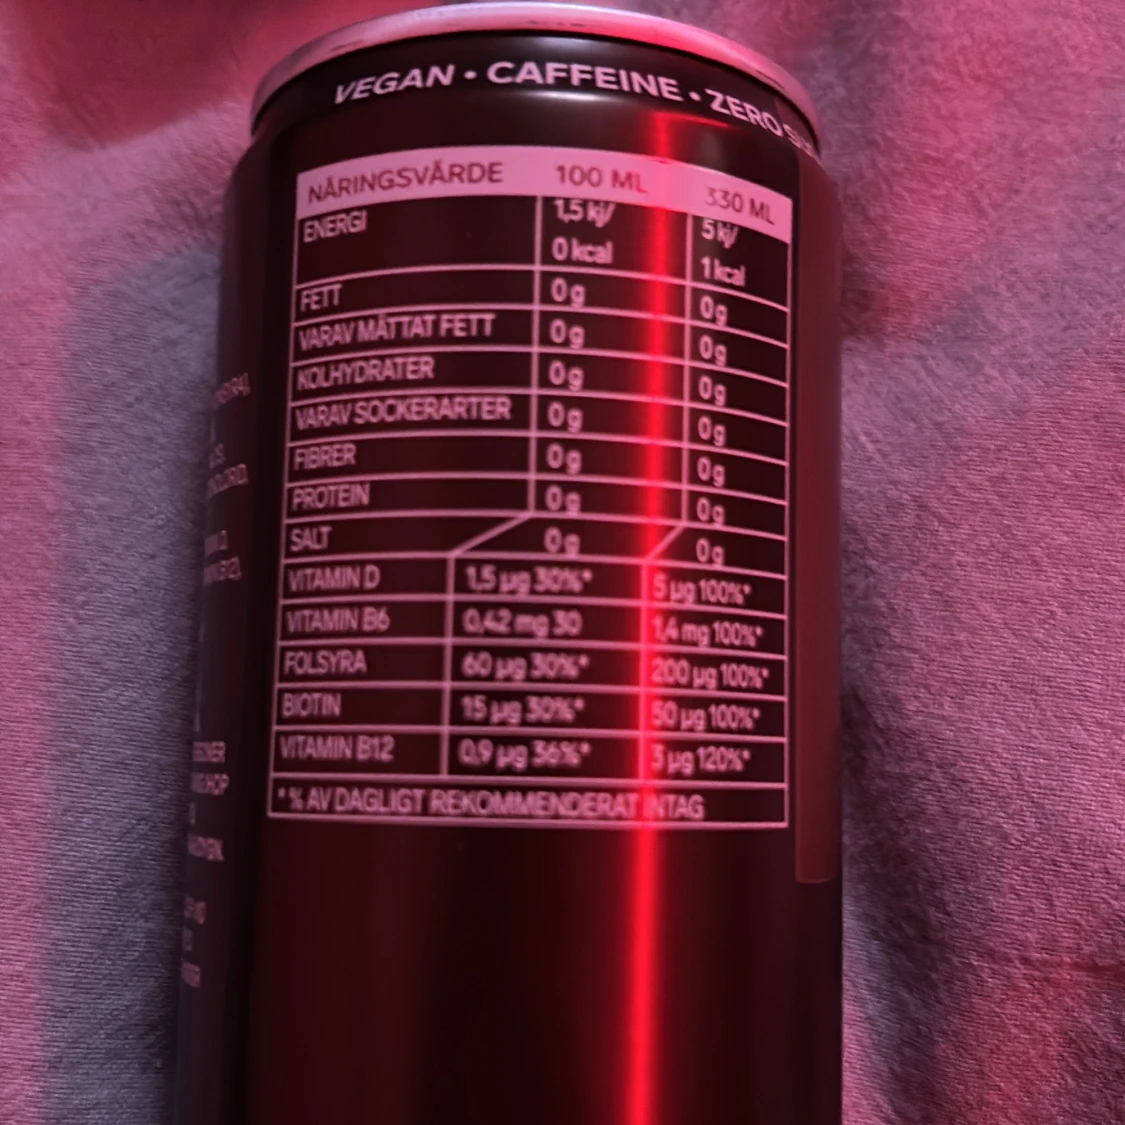 VEGAN • CAFFEINE • ZERO
NÄRINGSVÄRDE 100 ML 330 ML
ENERGI 1,5 kj/ 5 kj/
0 kcal 1 kcal
FETT 0 g 0 g
VARAV MÄTTAT FETT 0 g 0 g
KOLHYDRATER 0 g 0 g
VARAV SOCKERARTER 0 g 0 g
FIBRER 0 g 0 g
PROTEIN 0 g 0 g
SALT 0 g 0 g
VITAMIN D 1,5 µg 30%* 5 µg 100%*
VITAMIN B6 0,42 mg 30 1,4 mg 100%*
FOLSYRA 60 µg 30%* 200 µg 100%*
BIOTIN 15 µg 30%* 50 µg 100%*
VITAMIN B12 0,9 µg 36%* 3 µg 120%*
* % AV DAGLIGT REKOMMENDERAT INTAG